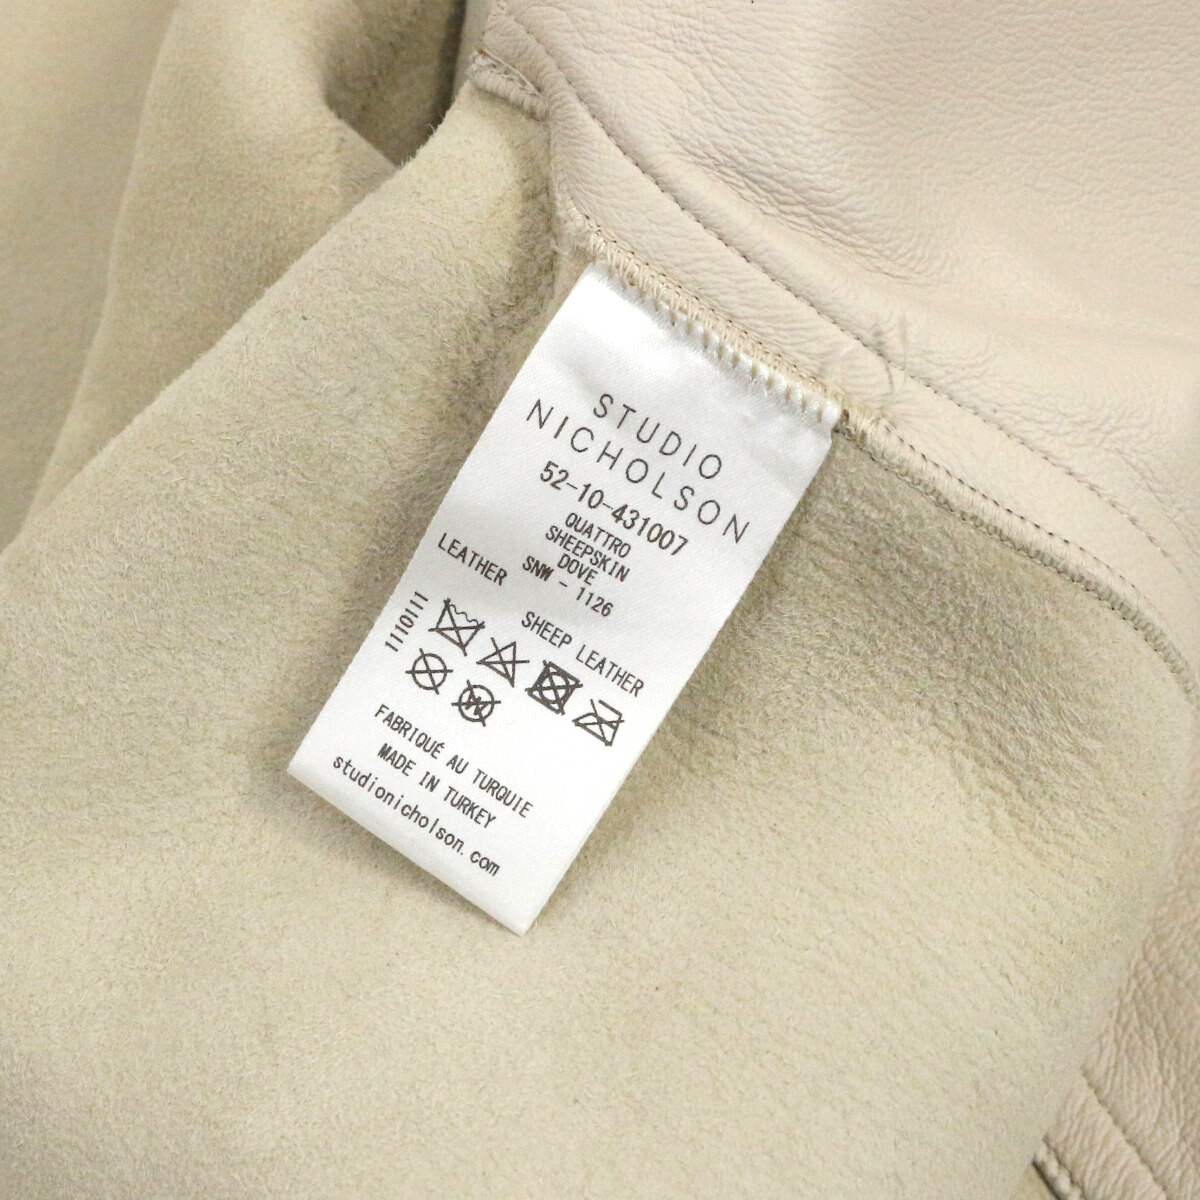 STUDIO
NICHOLSON
52-10-431007
QUATTRO
SHEEPSKIN
DOVE
SNW - 1126
LEATHER
SHEEP LEATHER
1110111
FABRIQUÉ AU TURQUIE
MADE IN TURKEY
studionicholson.com